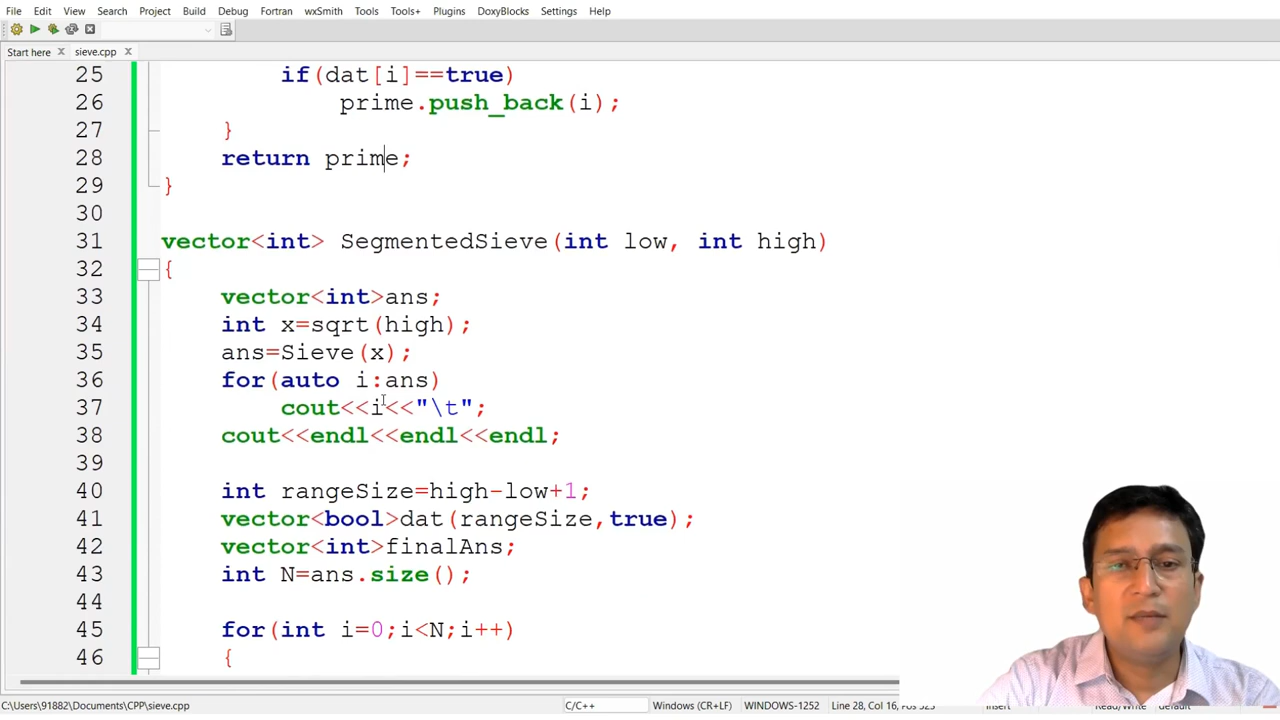 File Edit View Search Project Build Debug Fortran wxSmith Tools Tools+ Plugins DoxyBlocks Settings Help
Start here sieve.cpp
25 if(dat[i]==true)
26 prime.push_back(i);
27 }
28 return prime;
29 }
30
31 vector<int> SegmentedSieve(int low, int high)
32 {
33 vector<int>ans;
34 int x=sqrt(high);
35 ans=Sieve(x);
36 for(auto i:ans)
37 cout<<i<<"\t";
38 cout<<endl<<endl<<endl;
39
40 int rangeSize=high-low+1;
41 vector<bool>dat(rangeSize,true);
42 vector<int>finalAns;
43 int N=ans.size();
44
45 for(int i=0;i<N;i++)
46 {
C:\Users\91882\Documents\CPP\sieve.cpp C/C++ Windows (CR+LF) WINDOWS-1252 Line 28, Col 16, Pos 523 Insert Read/Write default